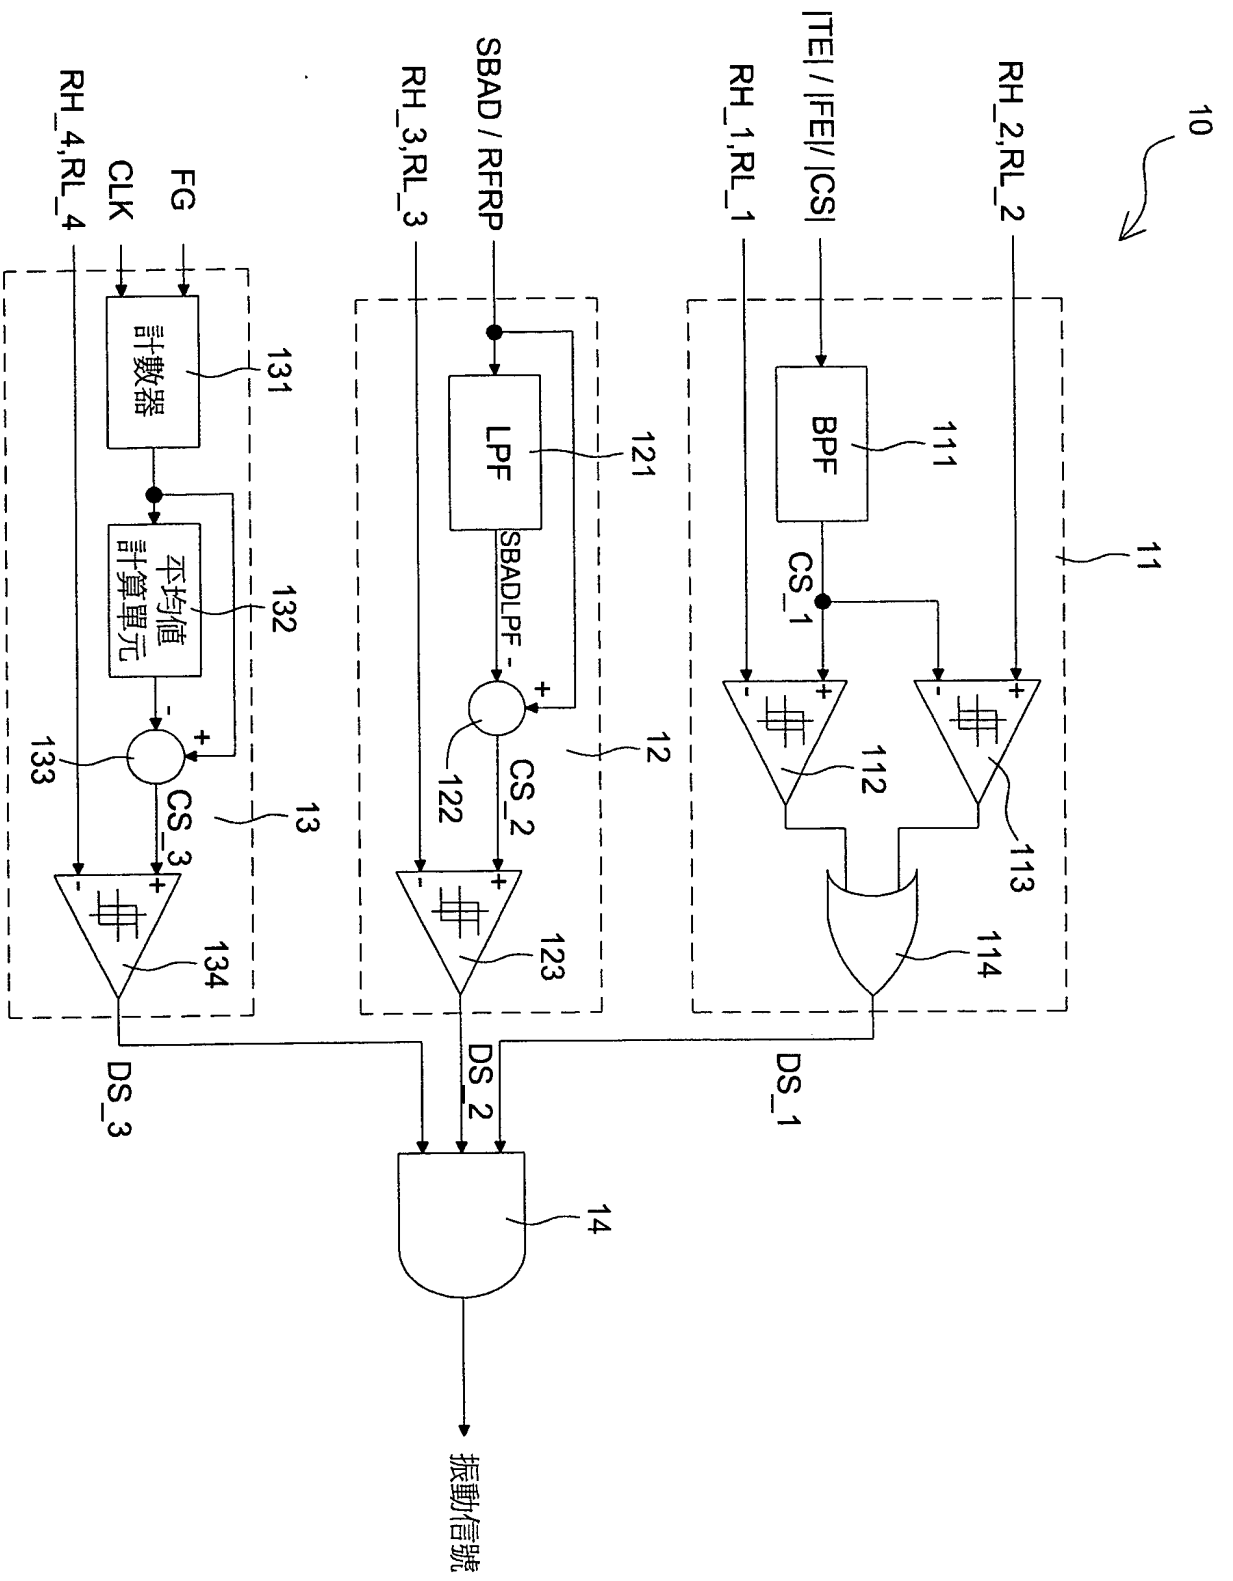 10
RH_2,RL_2
|TE| / |FE|/ |CS|
RH_1,RL_1
11
111
BPF
CS_1
+
-
113
+
-
112
114
DS_1
SBAD / RFRP
RH_3,RL_3
12
121
LPF
SBADLPF
-
+
122
CS_2
+
-
123
DS_2
FG
CLK
RH_4,RL_4
13
131
計數器
132
平均值
計算單元
-
+
133
CS_3
+
-
134
DS_3
14
振動信號